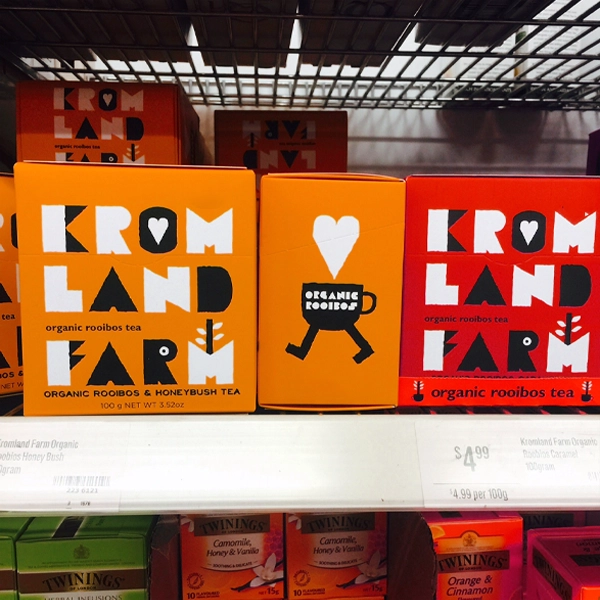 KROM
LAND
organic rooibos tea
FARM
KROM
LAND
organic rooibos tea
FARM
ORGANIC ROOIBOS & HONEYBUSH TEA
100 g NET WT 3.52oz
ORGANIC
ROOIBOS
KROM
LAND
organic rooibos tea
FARM
organic rooibos tea
Kromland Farm Organic
Honey Bush
$4.99
4.99 per 100g
Kromland Farm Organic
Rooibos Caramel
100gram
TWININGS
HERBAL INFUSIONS
TWININGS
Camomile,
Honey & Vanilla
TWININGS
Camomile,
Honey & Vanilla
TWININGS
Orange &
Cinnamon